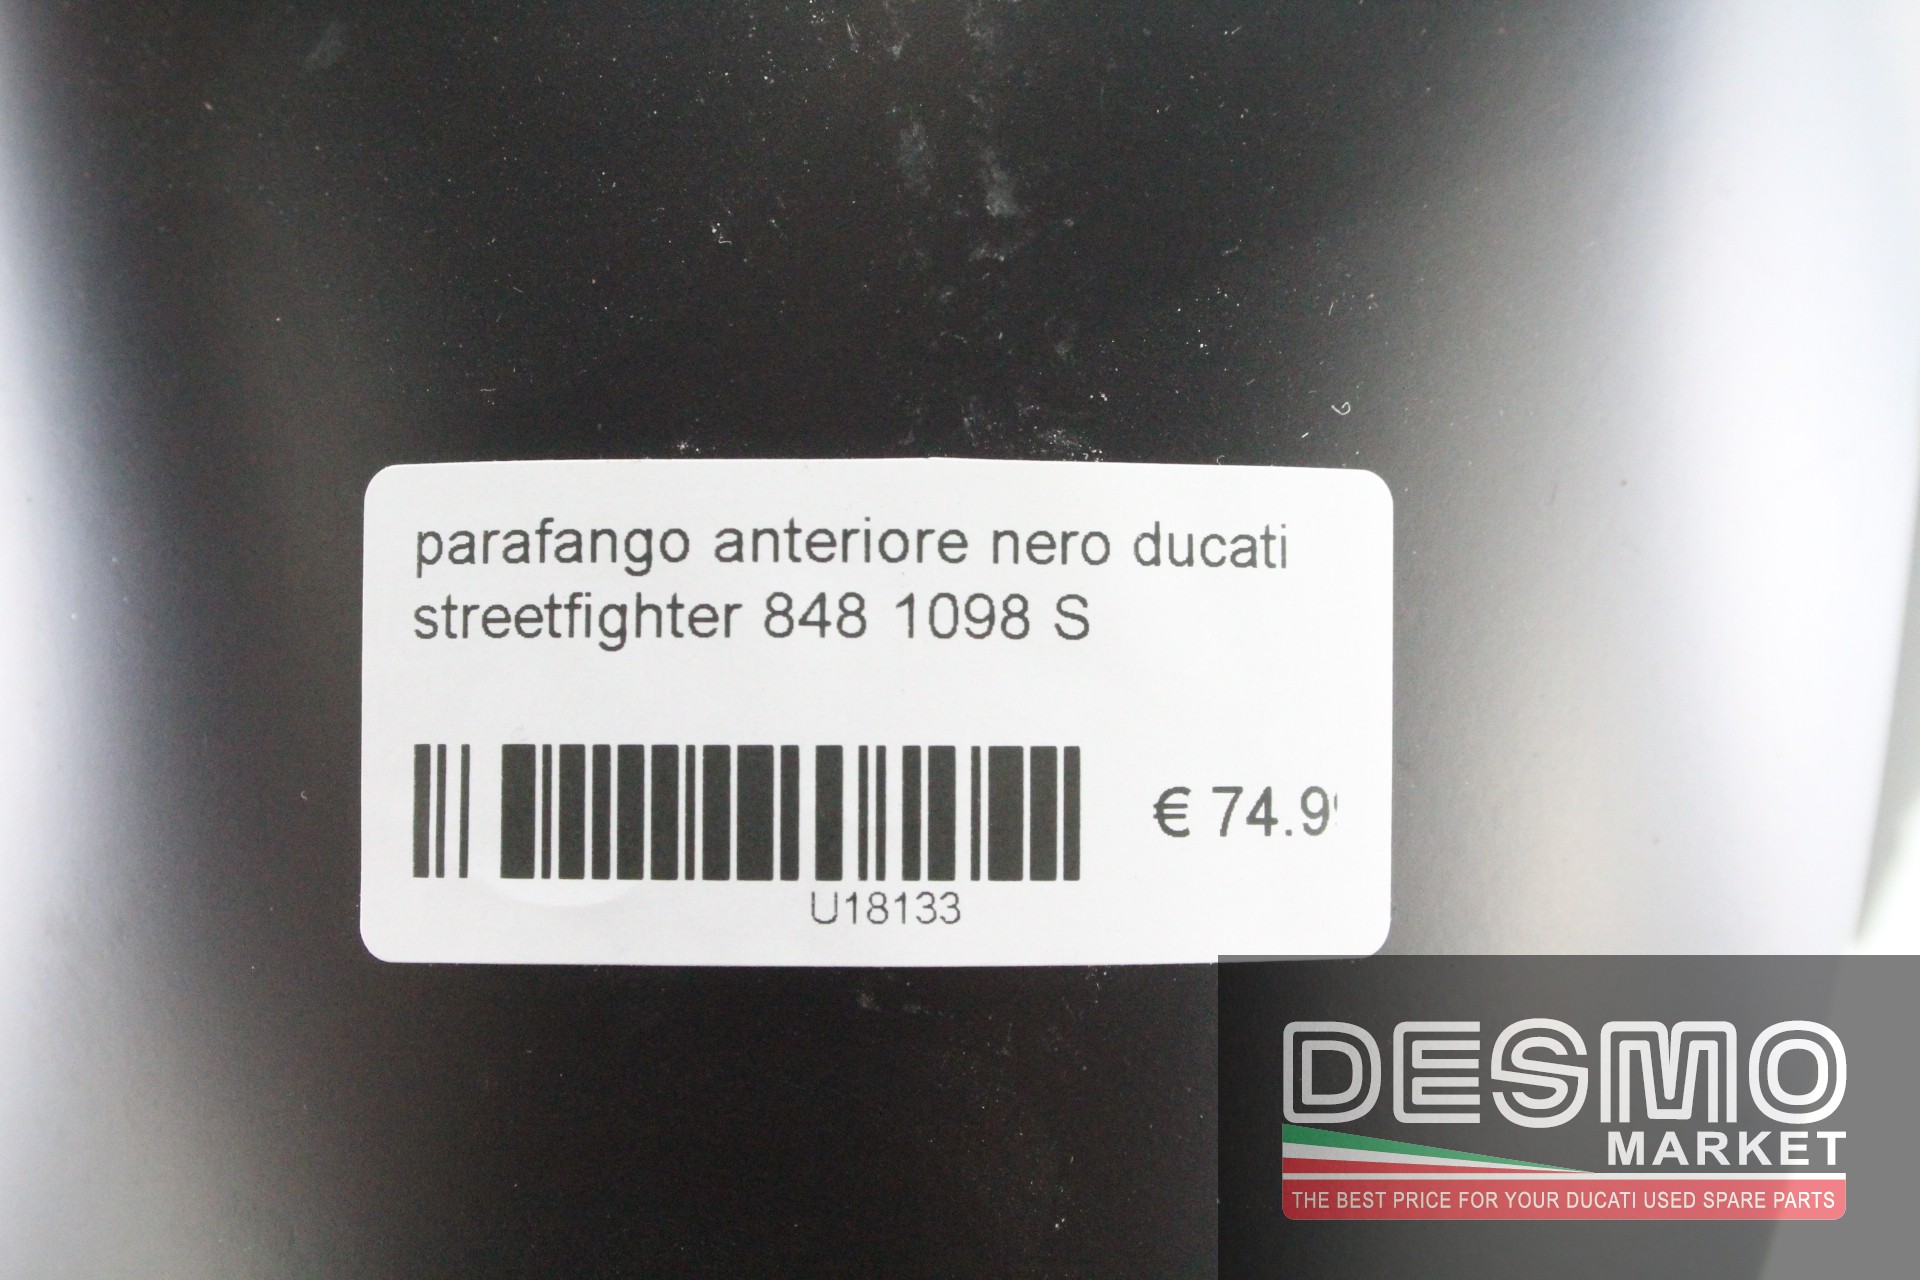 parafango anteriore nero ducati
streetfighter 848 1098 S
€ 74.9
U18133
DESMO
MARKET
THE BEST PRICE FOR YOUR DUCATI USED SPARE PARTS